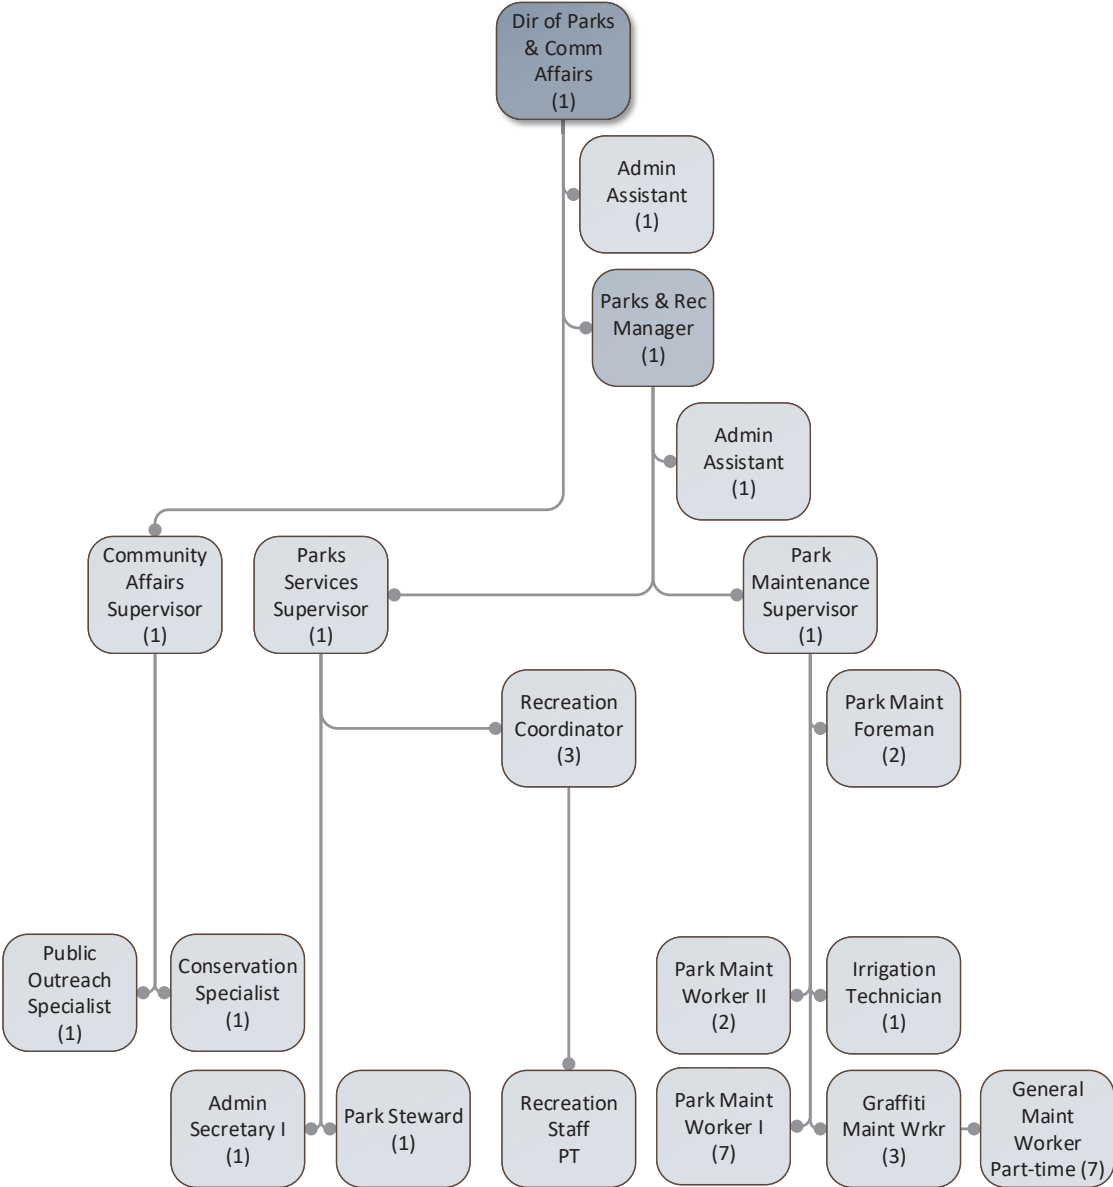 Dir of Parks
& Comm
Affairs
(1)
Admin
Assistant
(1)
Parks & Rec
Manager
(1)
Admin
Assistant
(1)
Community
Affairs
Supervisor
(1)
Parks
Services
Supervisor
(1)
Park
Maintenance
Supervisor
(1)
Recreation
Coordinator
(3)
Park Maint
Foreman
(2)
Public
Outreach
Specialist
(1)
Conservation
Specialist
(1)
Park Maint
Worker II
(2)
Irrigation
Technician
(1)
Admin
Secretary I
(1)
Park Steward
(1)
Recreation
Staff
PT
Park Maint
Worker I
(7)
Graffiti
Maint Wrkr
(3)
General
Maint
Worker
Part-time (7)